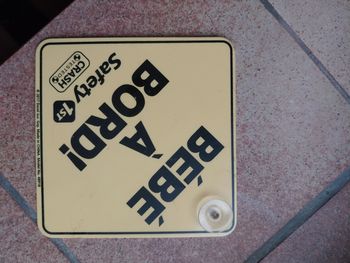 BÉBÉ
À
BORD!
Safety 1ST
CRASH
TESTED